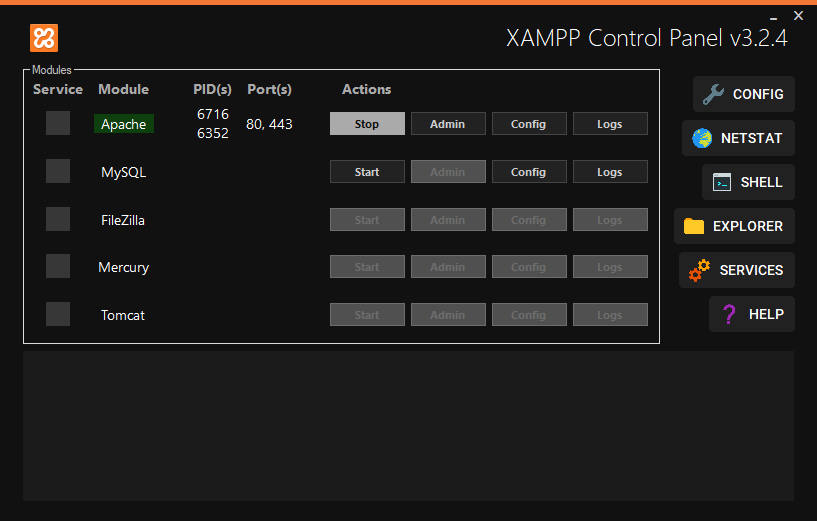 XAMPP Control Panel v3.2.4
Modules
Service Module PID(s) Port(s) Actions
Apache 6716 6352 80, 443 Stop Admin Config Logs
MySQL Start Admin Config Logs
FileZilla Start Admin Config Logs
Mercury Start Admin Config Logs
Tomcat Start Admin Config Logs
CONFIG
NETSTAT
SHELL
EXPLORER
SERVICES
HELP